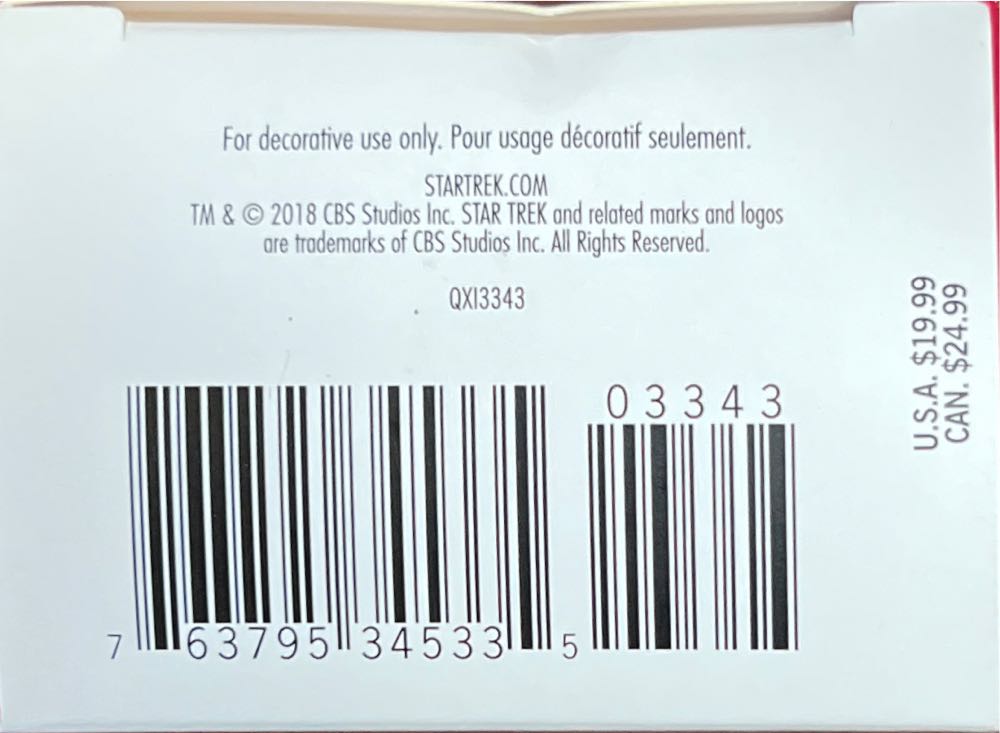 For decorative use only. Pour usage décoratif seulement.
STARTREK.COM
TM & © 2018 CBS Studios Inc. STAR TREK and related marks and logos
are trademarks of CBS Studios Inc. All Rights Reserved.
QXI3343
U.S.A. $19.99
CAN. $24.99
03343
7 63795 34533 5